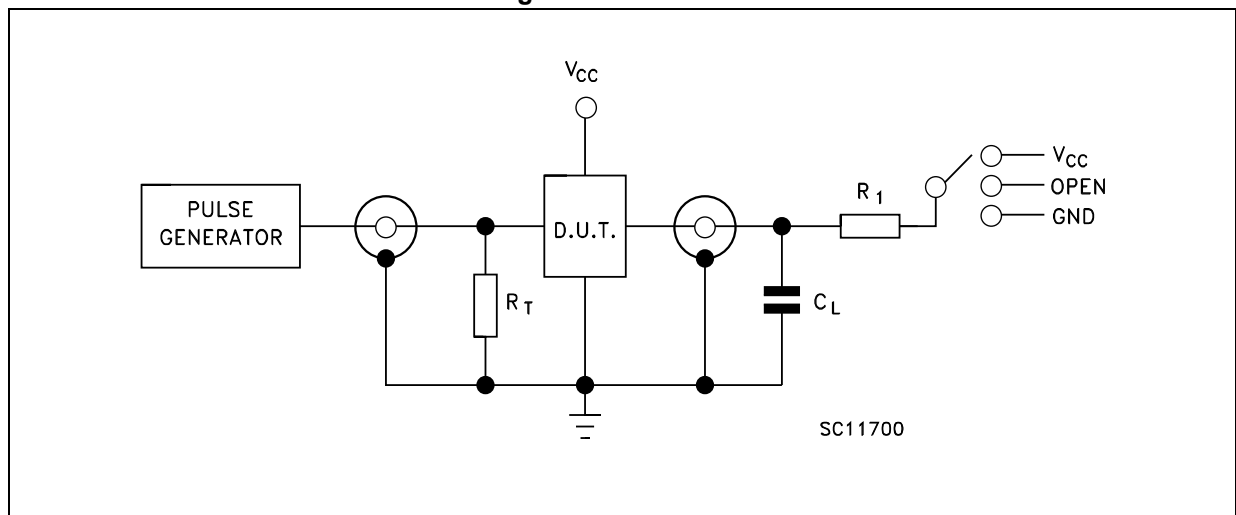 g
V_CC
PULSE
GENERATOR
D.U.T.
R_T
C_L
R_1
V_CC
OPEN
GND
SC11700